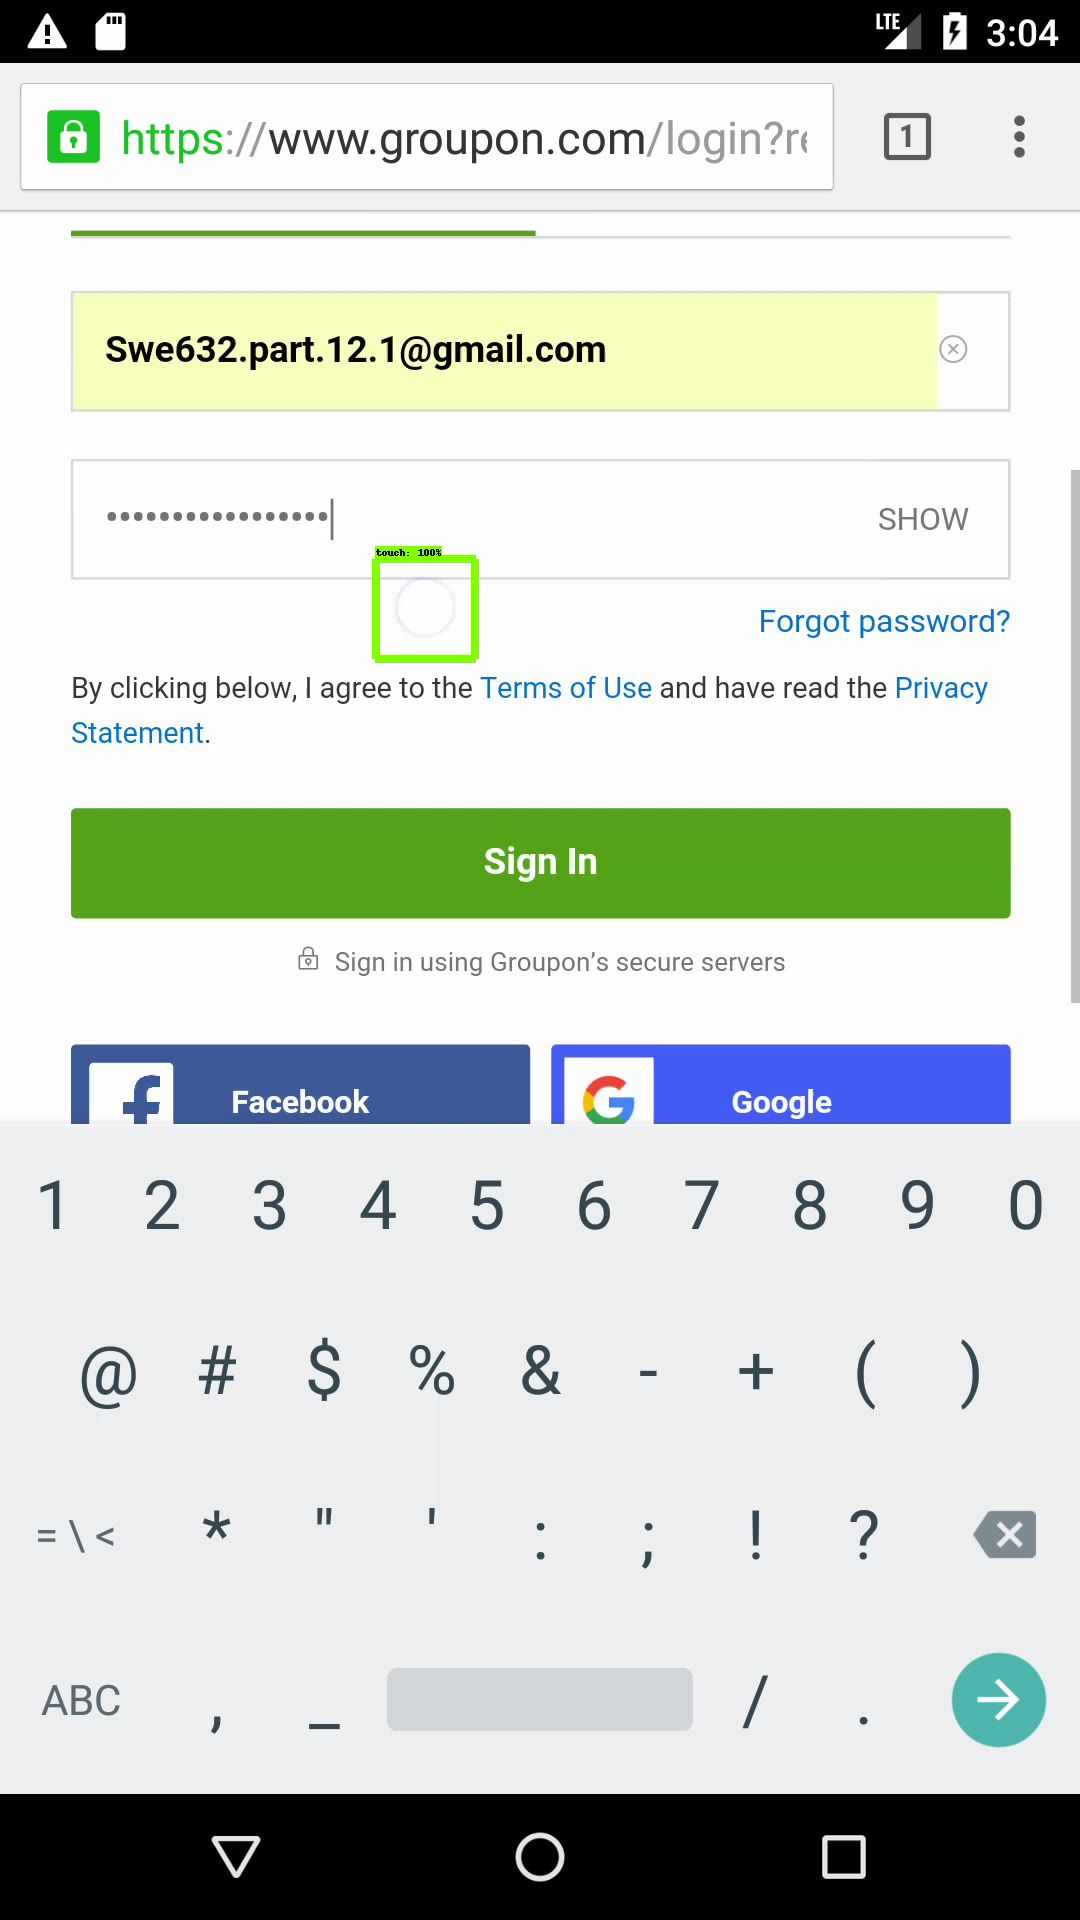 LTE 3:04
https://www.groupon.com/login?re
1
Swe632.part.12.1@gmail.com
••••••••••••••••• SHOW
touch: 100%
Forgot password?
By clicking below, I agree to the Terms of Use and have read the Privacy
Statement.
Sign In
Sign in using Groupon's secure servers
Facebook Google
1 2 3 4 5 6 7 8 9 0
@ # $ % & - + ( )
= \ < * " ' : ; ! ?
ABC , _ / .